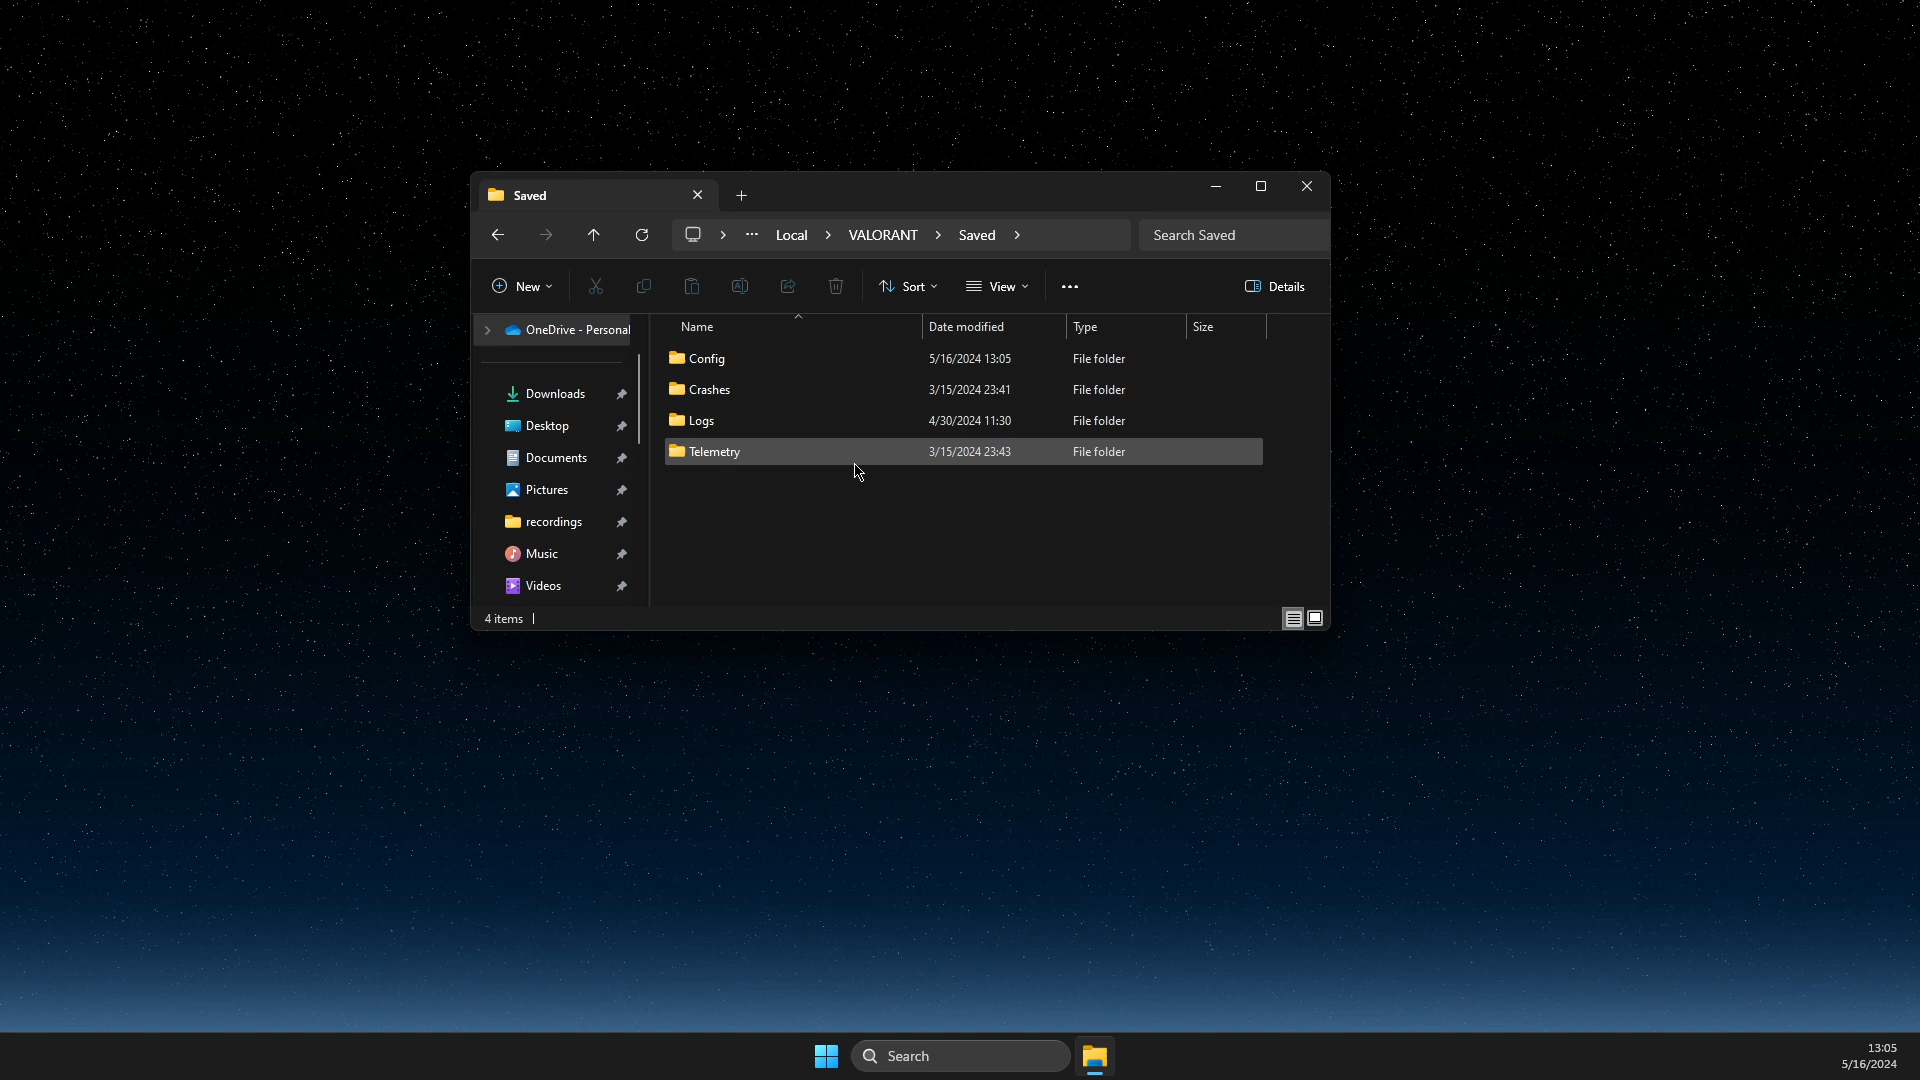 Saved
Local VALORANT Saved
Search Saved
New Sort View Details
OneDrive - Personal
Downloads
Desktop
Documents
Pictures
recordings
Music
Videos
Name Date modified Type Size
Config 5/16/2024 13:05 File folder
Crashes 3/15/2024 23:41 File folder
Logs 4/30/2024 11:30 File folder
Telemetry 3/15/2024 23:43 File folder
4 items
Search
13:05
5/16/2024